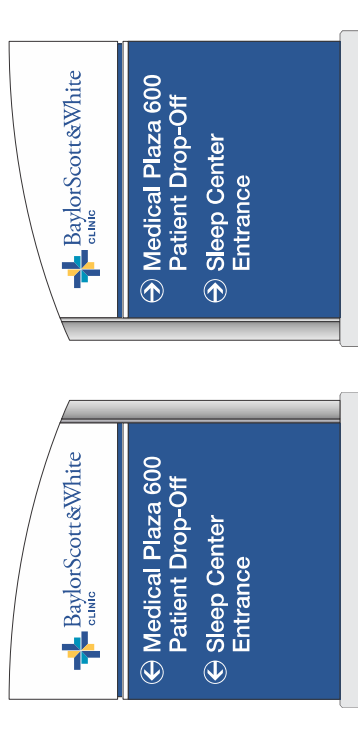 BaylorScott&White
CLINIC
Medical Plaza 600
Patient Drop-Off
Sleep Center
Entrance
BaylorScott&White
CLINIC
Medical Plaza 600
Patient Drop-Off
Sleep Center
Entrance